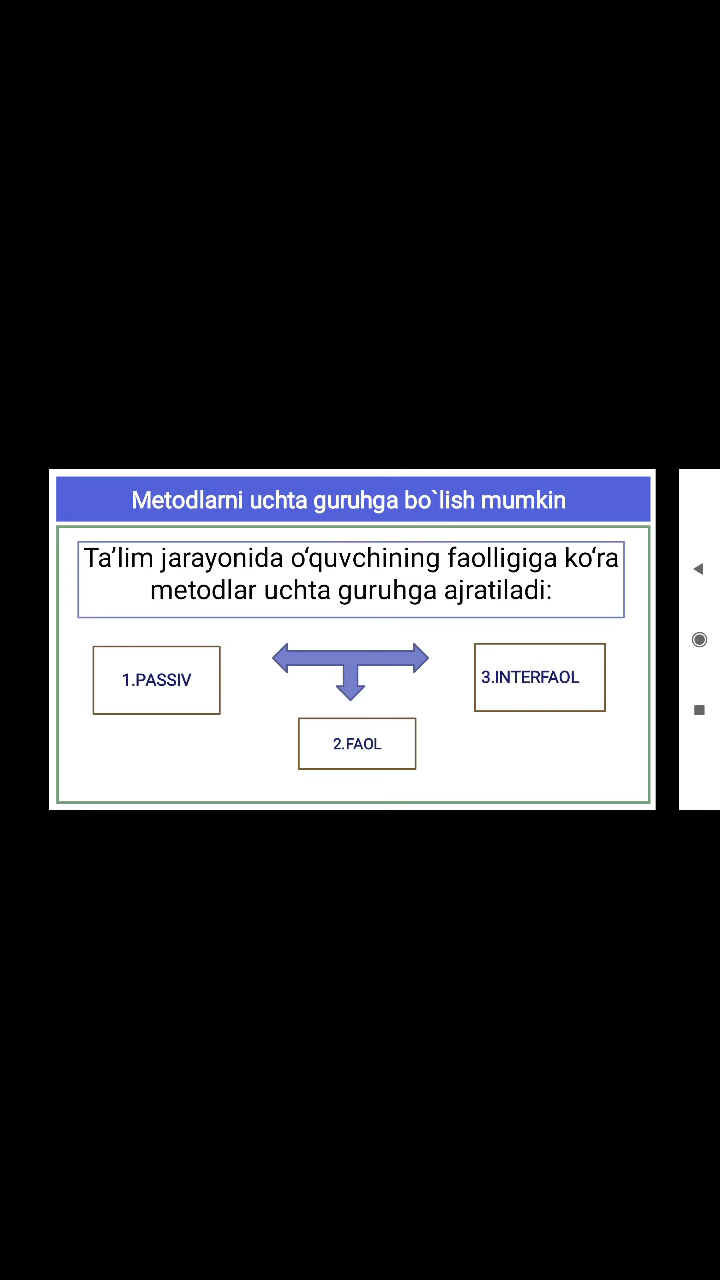 Metodlarni uchta guruhga bo`lish mumkin
Ta’lim jarayonida o‘quvchining faolligiga ko‘ra
metodlar uchta guruhga ajratiladi:
1.PASSIV
3.INTERFAOL
2.FAOL